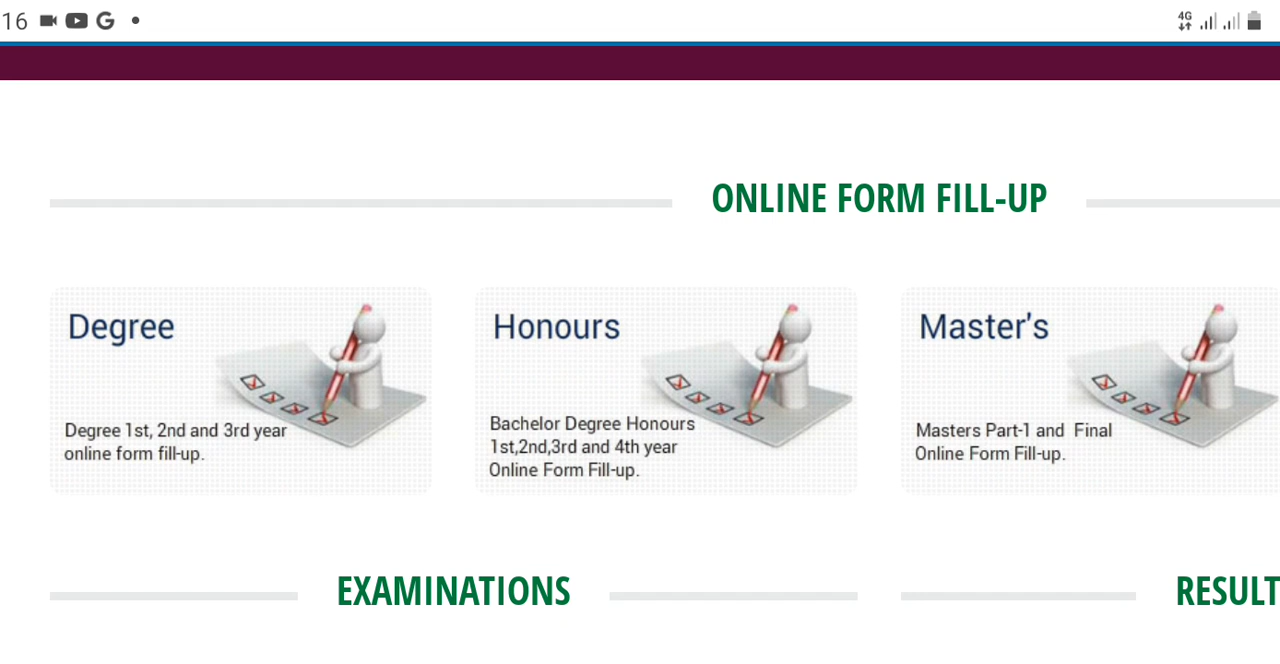 16
4G
ONLINE FORM FILL-UP
Degree
Degree 1st, 2nd and 3rd year
online form fill-up.
Honours
Bachelor Degree Honours
1st,2nd,3rd and 4th year
Online Form Fill-up.
Master's
Masters Part-1 and Final
Online Form Fill-up.
EXAMINATIONS
RESULT